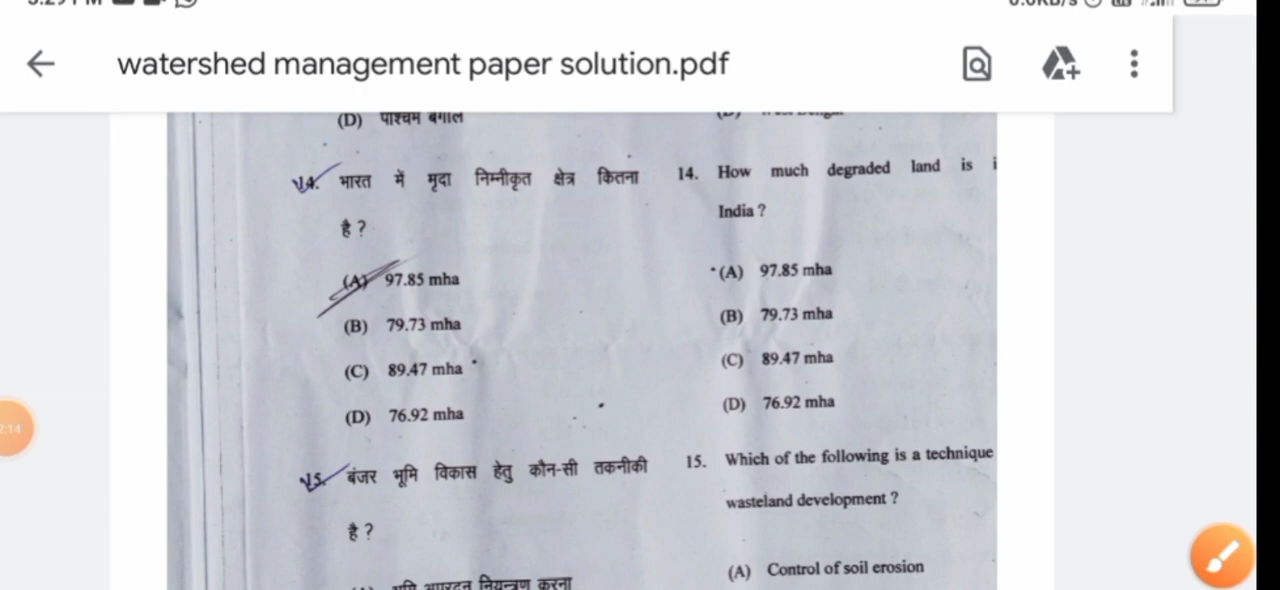 watershed management paper solution.pdf
(D) पश्चिम बंगाल
14. भारत में मृदा निम्नीकृत क्षेत्र कितना
है ?
(A) 97.85 mha
(B) 79.73 mha
(C) 89.47 mha
(D) 76.92 mha
15. बंजर भूमि विकास हेतु कौन-सी तकनीकी
है ?
14. How much degraded land is i
India ?
(A) 97.85 mha
(B) 79.73 mha
(C) 89.47 mha
(D) 76.92 mha
15. Which of the following is a technique
wasteland development ?
(A) Control of soil erosion
2:14